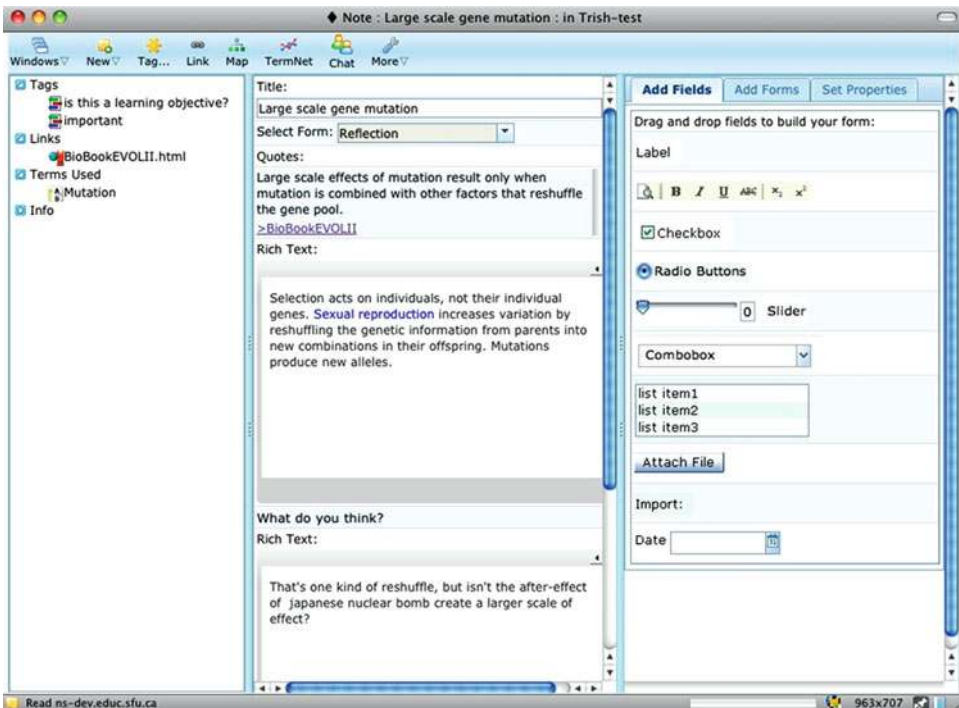 Note : Large scale gene mutation : in Trish-test
Windows New Tag... Link Map TermNet Chat More
Tags
is this a learning objective?
important
Links
BioBookEVOLII.html
Terms Used
Mutation
Info
Title:
Large scale gene mutation
Select Form: Reflection
Quotes:
Large scale effects of mutation result only when
mutation is combined with other factors that reshuffle
the gene pool.
>BioBookEVOLII
Rich Text:
Selection acts on individuals, not their individual
genes. Sexual reproduction increases variation by
reshuffling the genetic information from parents into
new combinations in their offspring. Mutations
produce new alleles.
What do you think?
Rich Text:
That's one kind of reshuffle, but isn't the after-effect
of japanese nuclear bomb create a larger scale of
effect?
Add Fields Add Forms Set Properties
Drag and drop fields to build your form:
Label
B I U ABC x₂ x²
Checkbox
Radio Buttons
0 Slider
Combobox
list item1
list item2
list item3
Attach File
Import:
Date
Read ns-dev.educ.sfu.ca
963x707